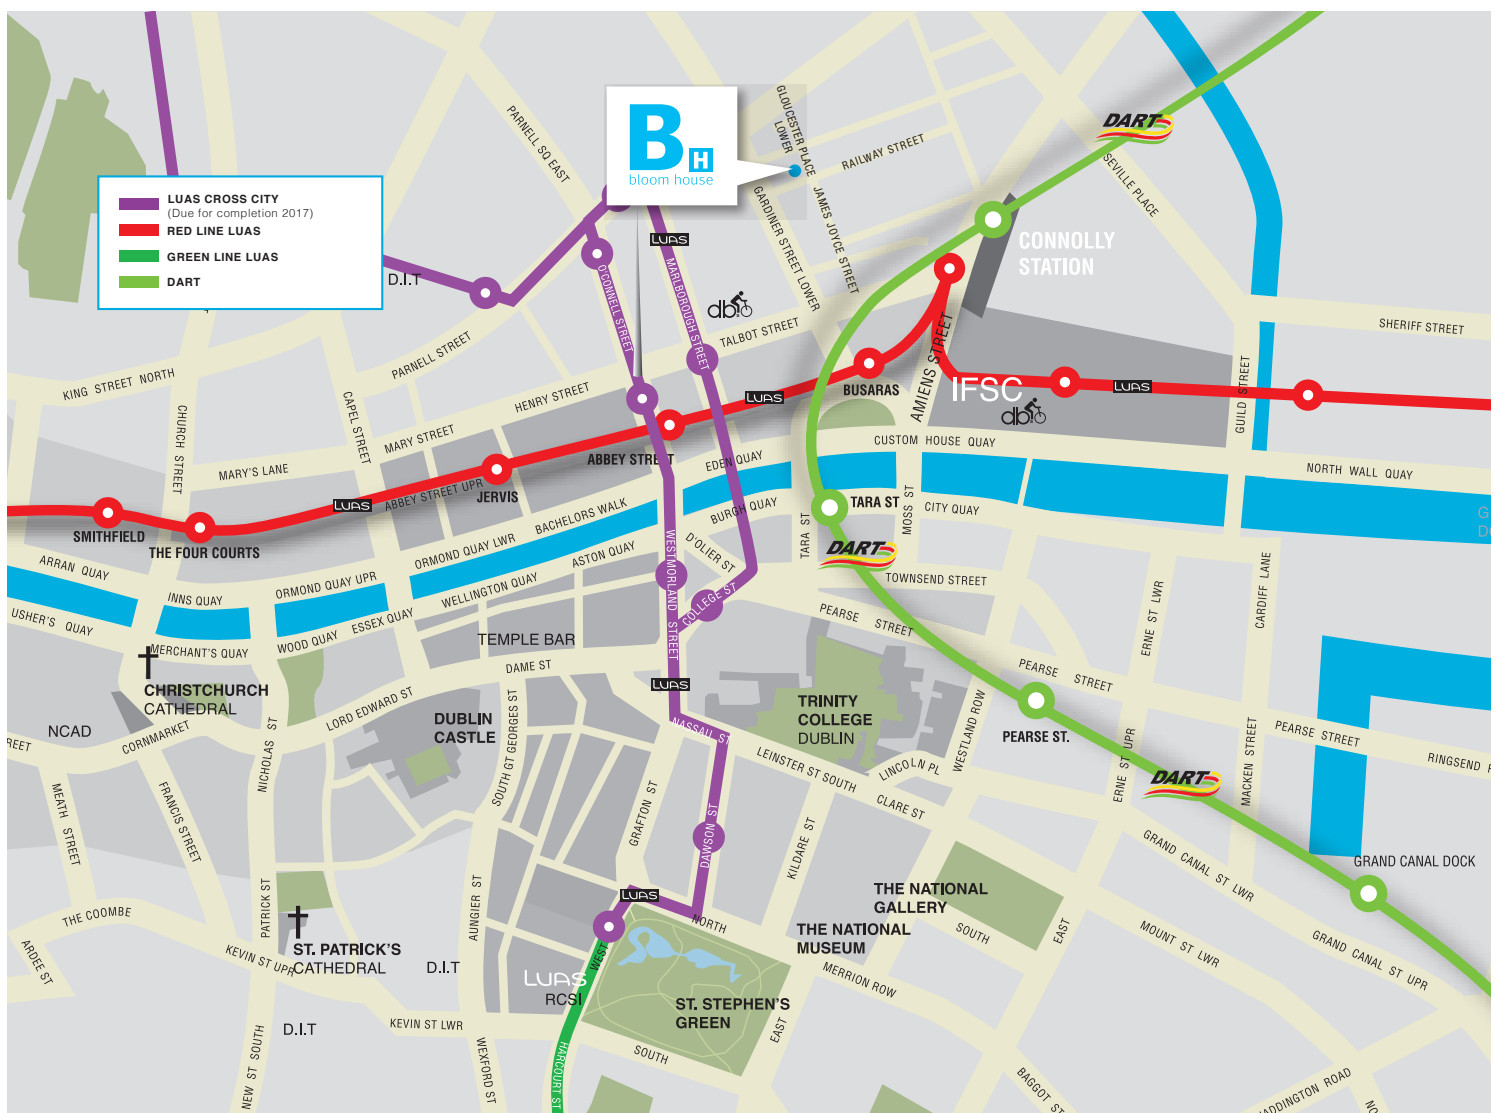 LUAS CROSS CITY
(Due for completion 2017)
RED LINE LUAS
GREEN LINE LUAS
DART
B H
bloom house
PARNELL SQ EAST
GLOUCESTER PLACE
LOWER
RAILWAY STREET
JAMES JOYCE STREET
GARDINER STREET LOWER
DART
SEVILLE PLACE
CONNOLLY
STATION
LUAS
D.I.T
O'CONNELL STREET
MARLBOROUGH STREET
db
TALBOT STREET
SHERIFF STREET
PARNELL STREET
KING STREET NORTH
HENRY STREET
BUSARAS
AMIENS STREET
IFSC
LUAS
LUAS
db
GUILD STREET
CHURCH STREET
CAPEL STREET
MARY STREET
MARY'S LANE
ABBEY STREET
EDEN QUAY
CUSTOM HOUSE QUAY
NORTH WALL QUAY
ABBEY STREET UPR
JERVIS
LUAS
SMITHFIELD
THE FOUR COURTS
BACHELORS WALK
BURGH QUAY
TARA ST
TARA ST
MOSS ST
CITY QUAY
G
DO
ARRAN QUAY
INNS QUAY
ORMOND QUAY UPR
ORMOND QUAY LWR
ASTON QUAY
WESTMORLAND STREET
D'OLIER ST
COLLEGE ST
DART
TOWNSEND STREET
USHER'S QUAY
MERCHANT'S QUAY
WOOD QUAY
ESSEX QUAY
WELLINGTON QUAY
PEARSE STREET
ERNE ST LWR
CARDIFF LANE
TEMPLE BAR
DAME ST
LUAS
PEARSE STREET
CHRISTCHURCH
CATHEDRAL
LORD EDWARD ST
DUBLIN
CASTLE
SOUTH GT GEORGES ST
NASSAU ST
TRINITY
COLLEGE
DUBLIN
WESTLAND ROW
PEARSE ST.
PEARSE STREET
RINGSEND R
NCAD
REET
CORNMARKET
NICHOLAS ST
LEINSTER ST SOUTH
LINCOLN PL
CLARE ST
ERNE ST UPR
DART
MACKEN STREET
MEATH STREET
FRANCIS STREET
GRAFTON ST
DAWSON ST
KILDARE ST
GRAND CANAL ST LWR
GRAND CANAL DOCK
THE COOMBE
PATRICK ST
AUNGIER ST
LUAS
NORTH
THE NATIONAL
GALLERY
THE NATIONAL
MUSEUM
SOUTH
EAST
MOUNT ST LWR
GRAND CANAL ST UPR
ARDEE ST
KEVIN ST UPR
ST. PATRICK'S
CATHEDRAL
D.I.T
WEST
LUAS
RCSI
ST. STEPHEN'S
GREEN
MERRION ROW
D.I.T
KEVIN ST LWR
NEW ST SOUTH
WEXFORD ST
HARCOURT ST
SOUTH
EAST
BAGGOT ST
ADDINGTON ROAD
NO